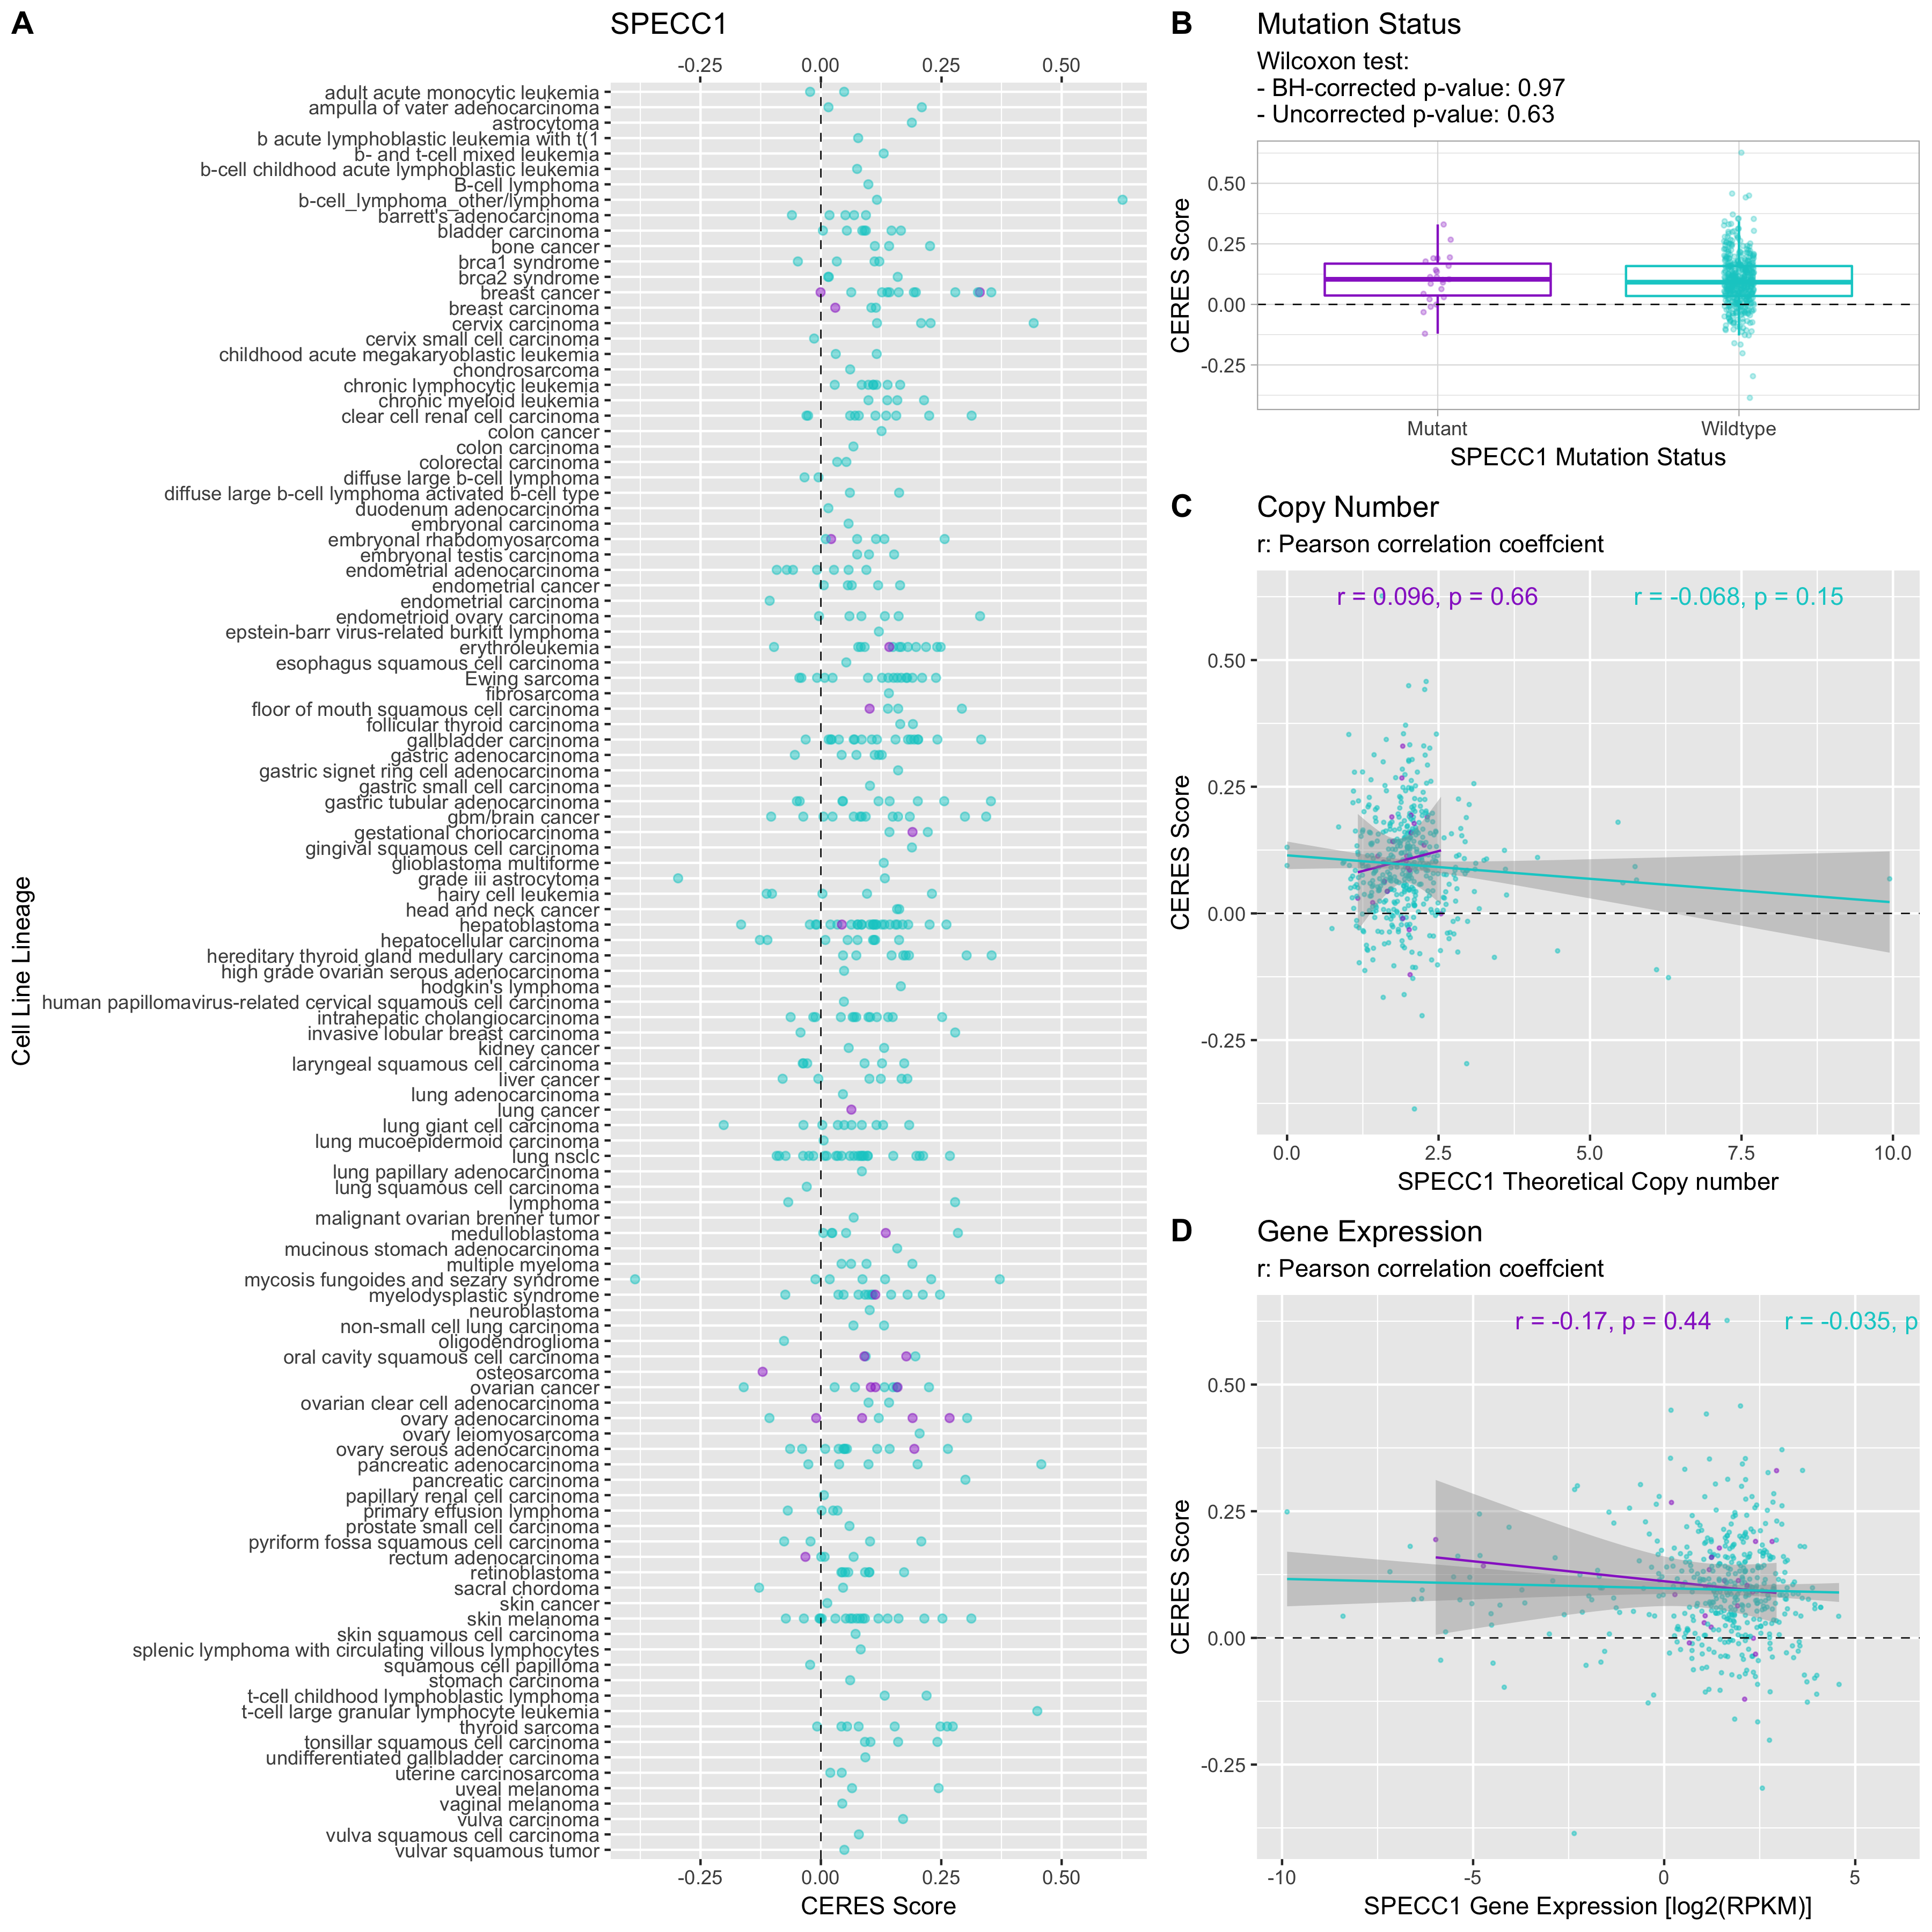 A
SPECC1
-0.25 0.00 0.25 0.50
Cell Line Lineage
adult acute monocytic leukemia
ampulla of vater adenocarcinoma
astrocytoma
b acute lymphoblastic leukemia with t(1
b- and t-cell mixed leukemia
b-cell childhood acute lymphoblastic leukemia
B-cell lymphoma
b-cell_lymphoma_other/lymphoma
barrett's adenocarcinoma
bladder carcinoma
bone cancer
brca1 syndrome
brca2 syndrome
breast cancer
breast carcinoma
cervix carcinoma
cervix small cell carcinoma
childhood acute megakaryoblastic leukemia
chondrosarcoma
chronic lymphocytic leukemia
chronic myeloid leukemia
clear cell renal cell carcinoma
colon cancer
colon carcinoma
colorectal carcinoma
diffuse large b-cell lymphoma
diffuse large b-cell lymphoma activated b-cell type
duodenum adenocarcinoma
embryonal carcinoma
embryonal rhabdomyosarcoma
embryonal testis carcinoma
endometrial adenocarcinoma
endometrial cancer
endometrial carcinoma
endometrioid ovary carcinoma
epstein-barr virus-related burkitt lymphoma
erythroleukemia
esophagus squamous cell carcinoma
Ewing sarcoma
fibrosarcoma
floor of mouth squamous cell carcinoma
follicular thyroid carcinoma
gallbladder carcinoma
gastric adenocarcinoma
gastric signet ring cell adenocarcinoma
gastric small cell carcinoma
gastric tubular adenocarcinoma
gbm/brain cancer
gestational choriocarcinoma
gingival squamous cell carcinoma
glioblastoma multiforme
grade iii astrocytoma
hairy cell leukemia
head and neck cancer
hepatoblastoma
hepatocellular carcinoma
hereditary thyroid gland medullary carcinoma
high grade ovarian serous adenocarcinoma
hodgkin's lymphoma
human papillomavirus-related cervical squamous cell carcinoma
intrahepatic cholangiocarcinoma
invasive lobular breast carcinoma
kidney cancer
laryngeal squamous cell carcinoma
liver cancer
lung adenocarcinoma
lung cancer
lung giant cell carcinoma
lung mucoepidermoid carcinoma
lung nsclc
lung papillary adenocarcinoma
lung squamous cell carcinoma
lymphoma
malignant ovarian brenner tumor
medulloblastoma
mucinous stomach adenocarcinoma
multiple myeloma
mycosis fungoides and sezary syndrome
myelodysplastic syndrome
neuroblastoma
non-small cell lung carcinoma
oligodendroglioma
oral cavity squamous cell carcinoma
osteosarcoma
ovarian cancer
ovarian clear cell adenocarcinoma
ovary adenocarcinoma
ovary leiomyosarcoma
ovary serous adenocarcinoma
pancreatic adenocarcinoma
pancreatic carcinoma
papillary renal cell carcinoma
primary effusion lymphoma
prostate small cell carcinoma
pyriform fossa squamous cell carcinoma
rectum adenocarcinoma
retinoblastoma
sacral chordoma
skin cancer
skin melanoma
skin squamous cell carcinoma
splenic lymphoma with circulating villous lymphocytes
squamous cell papilloma
stomach carcinoma
t-cell childhood lymphoblastic lymphoma
t-cell large granular lymphocyte leukemia
thyroid sarcoma
tonsillar squamous cell carcinoma
undifferentiated gallbladder carcinoma
uterine carcinosarcoma
uveal melanoma
vaginal melanoma
vulva carcinoma
vulva squamous cell carcinoma
vulvar squamous tumor
-0.25 0.00 0.25 0.50
CERES Score
B
Mutation Status
Wilcoxon test:
- BH-corrected p-value: 0.97
- Uncorrected p-value: 0.63
CERES Score
0.50
0.25
0.00
-0.25
Mutant Wildtype
SPECC1 Mutation Status
C
Copy Number
r: Pearson correlation coeffcient
r = 0.096, p = 0.66 r = -0.068, p = 0.15
CERES Score
0.50
0.25
0.00
-0.25
0.0 2.5 5.0 7.5 10.0
SPECC1 Theoretical Copy number
D
Gene Expression
r: Pearson correlation coeffcient
r = -0.17, p = 0.44 r = -0.035, p
CERES Score
0.50
0.25
0.00
-0.25
-10 -5 0 5
SPECC1 Gene Expression [log2(RPKM)]